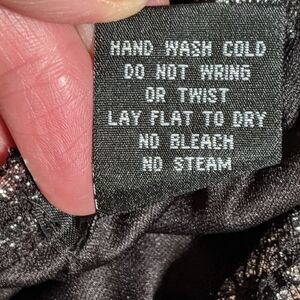 HAND WASH COLD
DO NOT WRING
OR TWIST
LAY FLAT TO DRY
NO BLEACH
NO STEAM